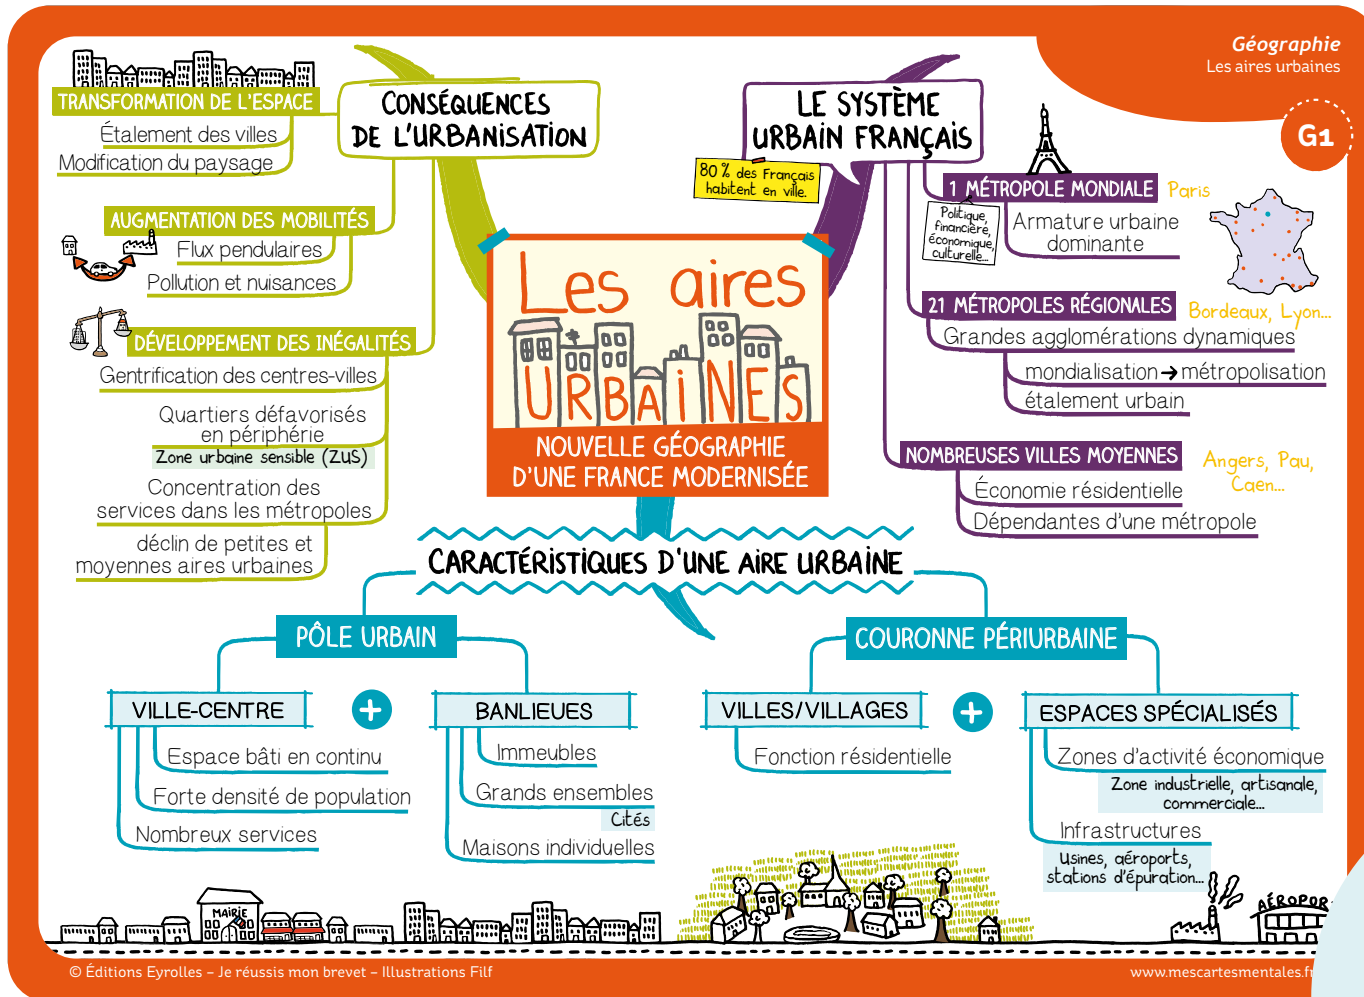 Géographie
Les aires urbaines
G1
CONSÉQUENCES
DE L'URBANISATION
TRANSFORMATION DE L'ESPACE
Étalement des villes
Modification du paysage
AUGMENTATION DES MOBILITÉS
Flux pendulaires
Pollution et nuisances
DÉVELOPPEMENT DES INÉGALITÉS
Gentrification des centres-villes
Quartiers défavorisés
en périphérie
Zone urbaine sensible (ZUS)
Concentration des
services dans les métropoles
déclin de petites et
moyennes aires urbaines
LE SYSTÈME
URBAIN FRANÇAIS
80 % des Français
habitent en ville.
1 MÉTROPOLE MONDIALE
Paris
Politique,
financière,
économique,
culturelle...
Armature urbaine
dominante
21 MÉTROPOLES RÉGIONALES
Bordeaux, Lyon...
Grandes agglomérations dynamiques
mondialisation → métropolisation
étalement urbain
NOMBREUSES VILLES MOYENNES
Angers, Pau,
Caen...
Économie résidentielle
Dépendantes d'une métropole
Les aires
URBAINES
NOUVELLE GÉOGRAPHIE
D'UNE FRANCE MODERNISÉE
CARACTÉRISTIQUES D'UNE AIRE URBAINE
PÔLE URBAIN
VILLE-CENTRE
+
BANLIEUES
Espace bâti en continu
Forte densité de population
Nombreux services
Immeubles
Grands ensembles
Cités
Maisons individuelles
COURONNE PÉRIURBAINE
VILLES/VILLAGES
+
ESPACES SPÉCIALISÉS
Fonction résidentielle
Zones d'activité économique
Zone industrielle, artisanale,
commerciale...
Infrastructures
Usines, aéroports,
stations d'épuration...
MAIRIE
AÉROPOR
© Éditions Eyrolles – Je réussis mon brevet – Illustrations Filf
www.mescartesmentales.fr